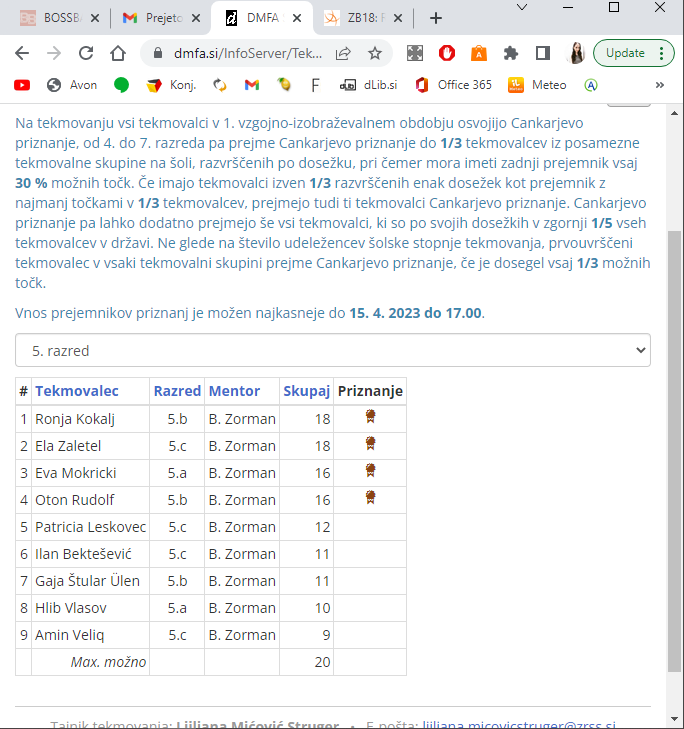 BOSSB
Prejeto
DMFA
ZB18: F
dmfa.si/InfoServer/Tek...
Update
Avon
Konj.
F
dLib.si
Office 365
Meteo
»
Na tekmovanju vsi tekmovalci v 1. vzgojno-izobraževalnem obdobju osvojijo Cankarjevo
priznanje, od 4. do 7. razreda pa prejme Cankarjevo priznanje do 1/3 tekmovalcev iz posamezne
tekmovalne skupine na šoli, razvrščenih po dosežku, pri čemer mora imeti zadnji prejemnik vsaj
30 % možnih točk. Če imajo tekmovalci izven 1/3 razvrščenih enak dosežek kot prejemnik z
najmanj točkami v 1/3 tekmovalcev, prejmejo tudi ti tekmovalci Cankarjevo priznanje. Cankarjevo
priznanje pa lahko dodatno prejmejo še vsi tekmovalci, ki so po svojih dosežkih v zgornji 1/5 vseh
tekmovalcev v državi. Ne glede na število udeležencev šolske stopnje tekmovanja, prvouvrščeni
tekmovalec v vsaki tekmovalni skupini prejme Cankarjevo priznanje, če je dosegel vsaj 1/3 možnih
točk.
Vnos prejemnikov priznanj je možen najkasneje do 15. 4. 2023 do 17.00.
5. razred
# Tekmovalec Razred Mentor Skupaj Priznanje
1 Ronja Kokalj 5.b B. Zorman 18
2 Ela Zaletel 5.c B. Zorman 18
3 Eva Mokricki 5.a B. Zorman 16
4 Oton Rudolf 5.b B. Zorman 16
5 Patricia Leskovec 5.c B. Zorman 12
6 Ilan Bektešević 5.c B. Zorman 11
7 Gaja Štular Ülen 5.b B. Zorman 11
8 Hlib Vlasov 5.a B. Zorman 10
9 Amin Veliq 5.c B. Zorman 9
Max. možno 20
Tajnik tekmovanja: Ljiljana Mićović Struger • E-pošta: ljiljana.micovicstruger@zrss.si